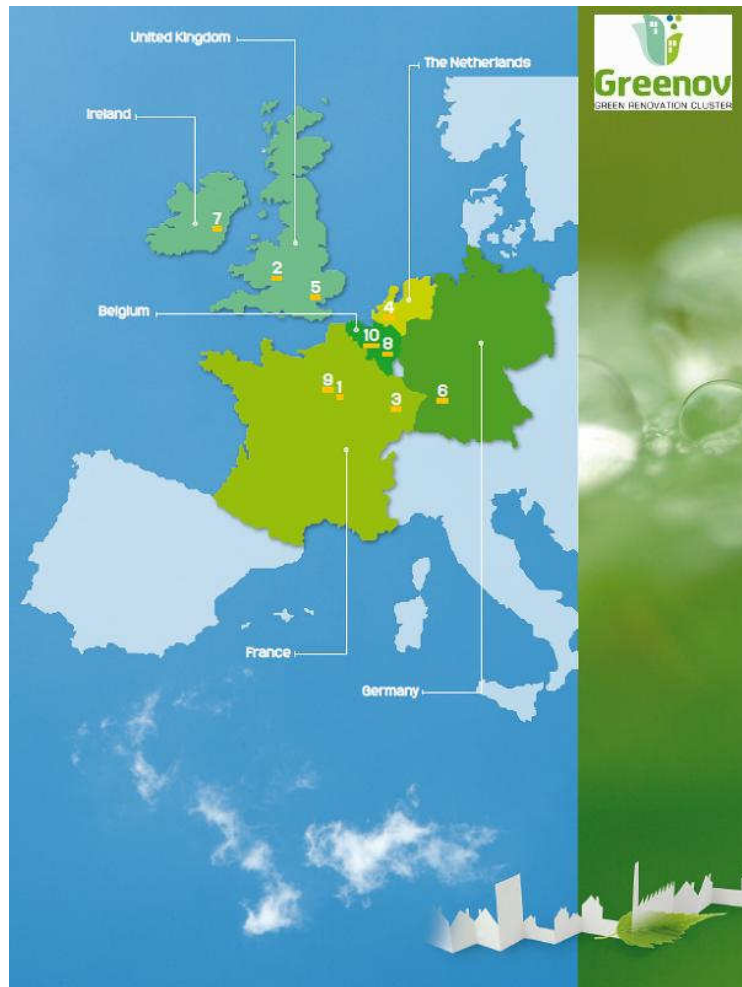 United Kingdom
The Netherlands
Greenov
GREEN RENOVATION CLUSTER
Ireland
7
2
5
Belgium
4
10
8
9
1
3
6
France
Germany